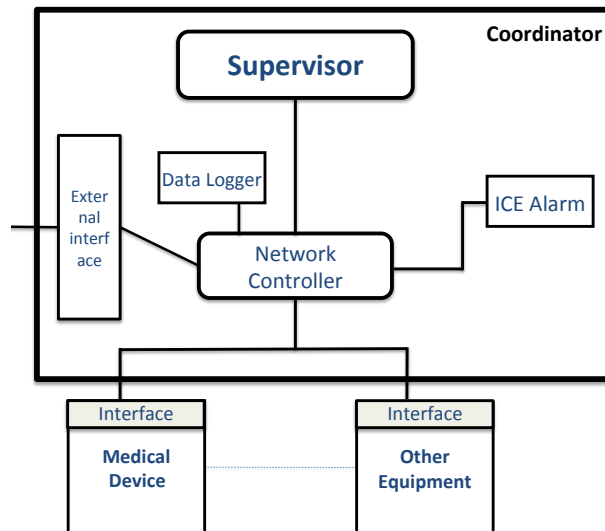 Coordinator
Supervisor
Data Logger
Exter
nal
interf
ace
ICE Alarm
Network
Controller
Interface
Interface
Medical
Device
Other
Equipment